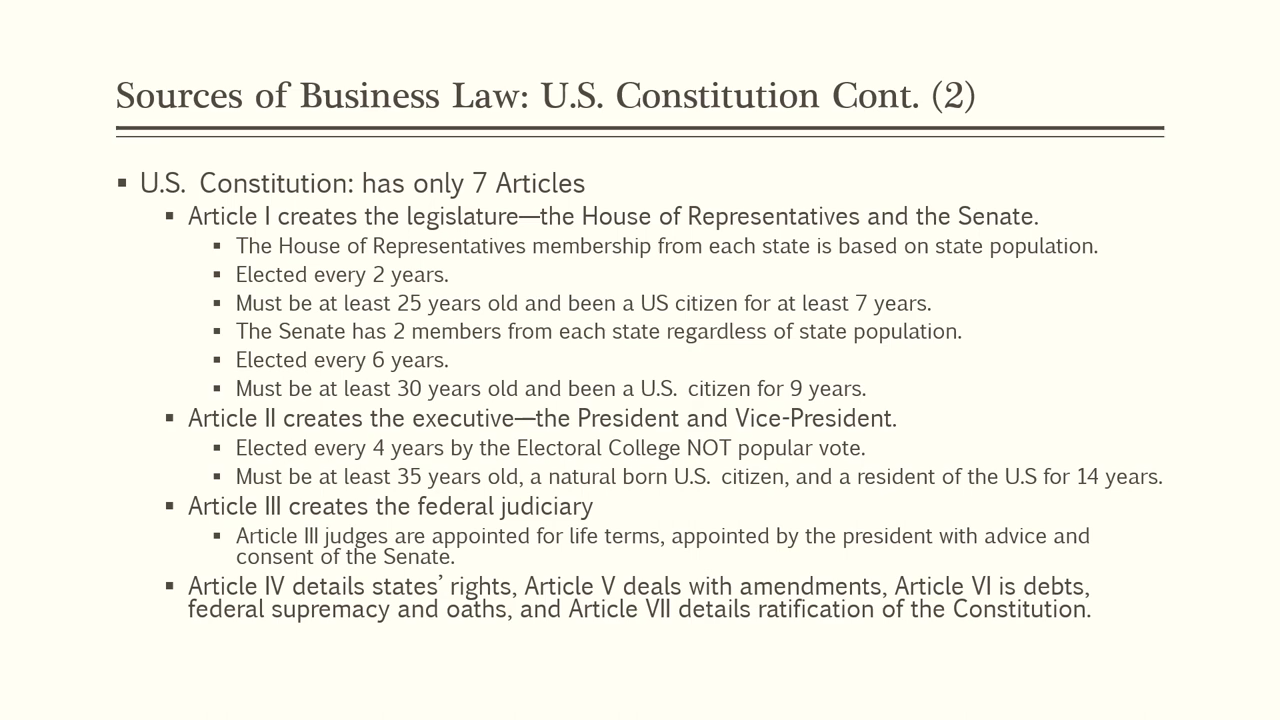 Sources of Business Law: U.S. Constitution Cont. (2)
▪ U.S. Constitution: has only 7 Articles
▪ Article I creates the legislature—the House of Representatives and the Senate.
▪ The House of Representatives membership from each state is based on state population.
▪ Elected every 2 years.
▪ Must be at least 25 years old and been a US citizen for at least 7 years.
▪ The Senate has 2 members from each state regardless of state population.
▪ Elected every 6 years.
▪ Must be at least 30 years old and been a U.S. citizen for 9 years.
▪ Article II creates the executive—the President and Vice-President.
▪ Elected every 4 years by the Electoral College NOT popular vote.
▪ Must be at least 35 years old, a natural born U.S. citizen, and a resident of the U.S for 14 years.
▪ Article III creates the federal judiciary
▪ Article III judges are appointed for life terms, appointed by the president with advice and
consent of the Senate.
▪ Article IV details states’ rights, Article V deals with amendments, Article VI is debts,
federal supremacy and oaths, and Article VII details ratification of the Constitution.